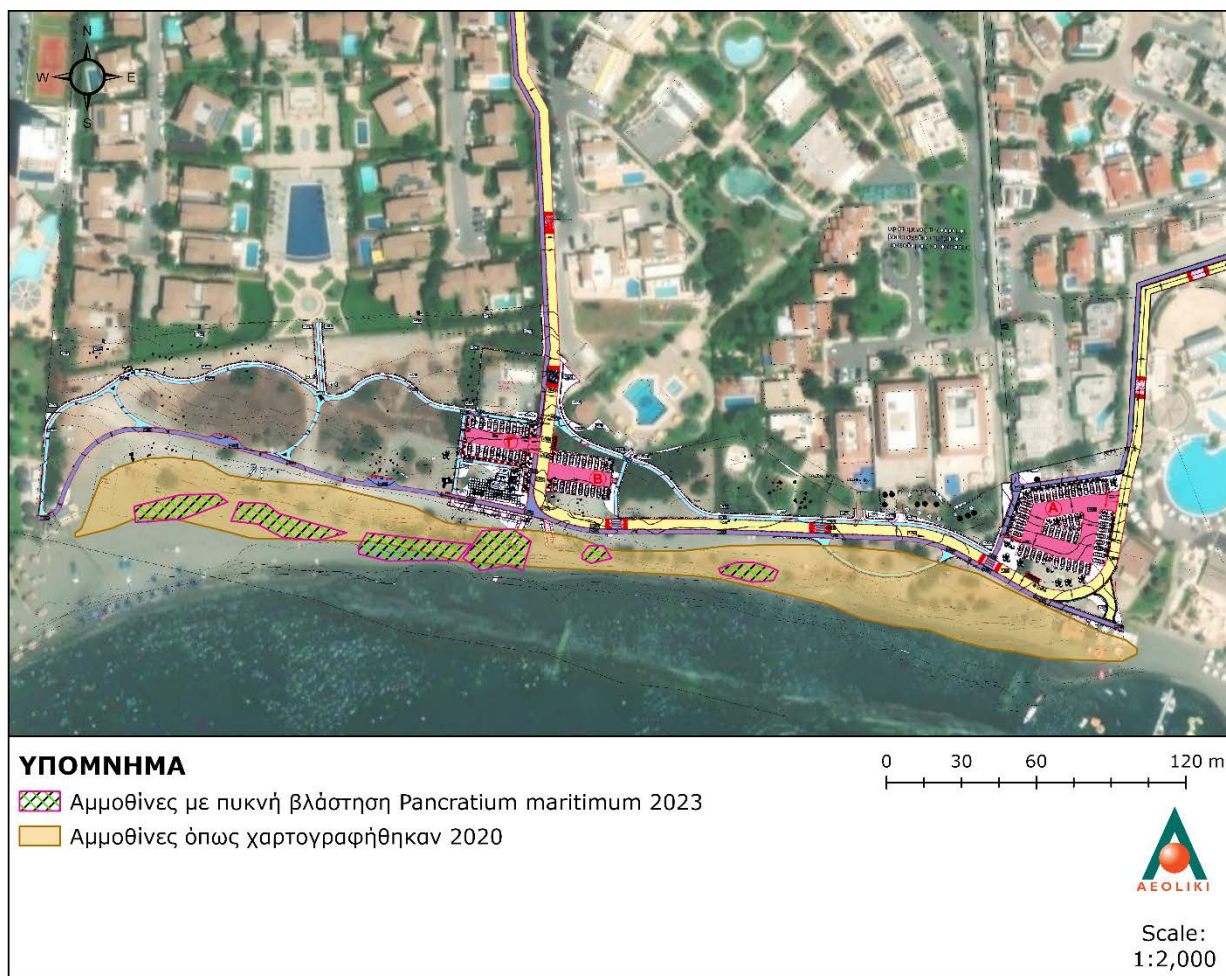 N
W E
S
Γ
B
A
ΥΠΟΜΝΗΜΑ
Αμμοθίνες με πυκνή βλάστηση Pancratium maritimum 2023
Αμμοθίνες όπως χαρτογραφήθηκαν 2020
0 30 60 120 m
AEOLIKI
Scale:
1:2,000